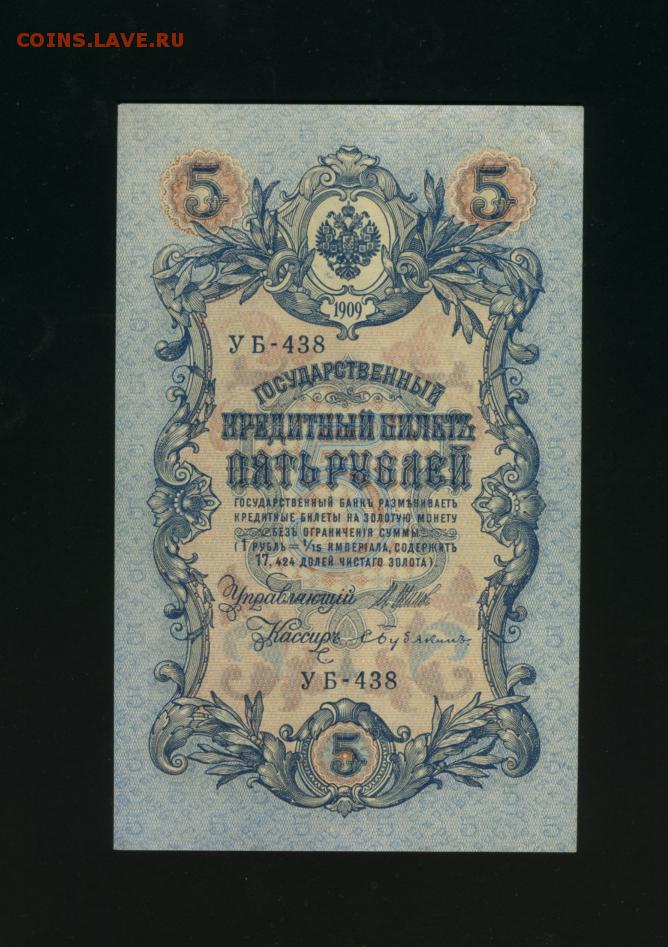 COINS.LAVE.RU
5 5
1909
УБ-438
ГОСУДАРСТВЕННЫЙ
КРЕДИТНЫЙ БИЛЕТЪ
ПЯТЬ РУБЛЕЙ
ГОСУДАРСТВЕННЫЙ БАНКЪ РАЗМѢНИВАЕТЪ
КРЕДИТНЫЕ БИЛЕТЫ НА ЗОЛОТУЮ МОНЕТУ
БЕЗЪ ОГРАНИЧЕНІЯ СУММЫ
(1 РУБЛЬ = 1/15 ИМПЕРІАЛА, СОДЕРЖИТЪ
17,424 ДОЛЕЙ ЧИСТАГО ЗОЛОТА)
Управляющій
Кассиръ С Бубякинъ
УБ-438
5